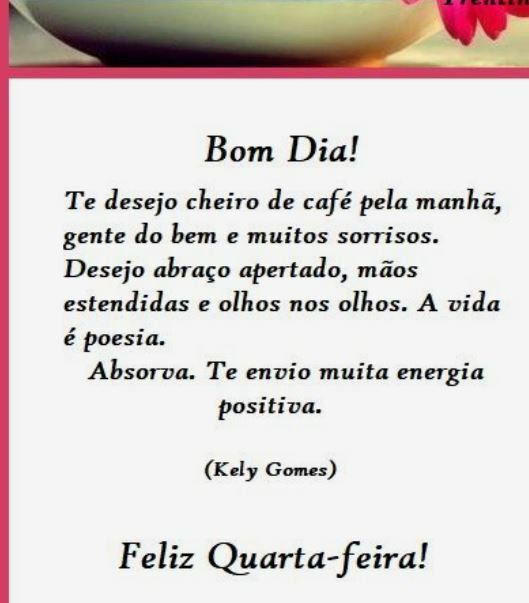 Bom Dia!
Te desejo cheiro de café pela manhã,
gente do bem e muitos sorrisos.
Desejo abraço apertado, mãos
estendidas e olhos nos olhos. A vida
é poesia.
Absorva. Te envio muita energia
positiva.
(Kely Gomes)
Feliz Quarta-feira!